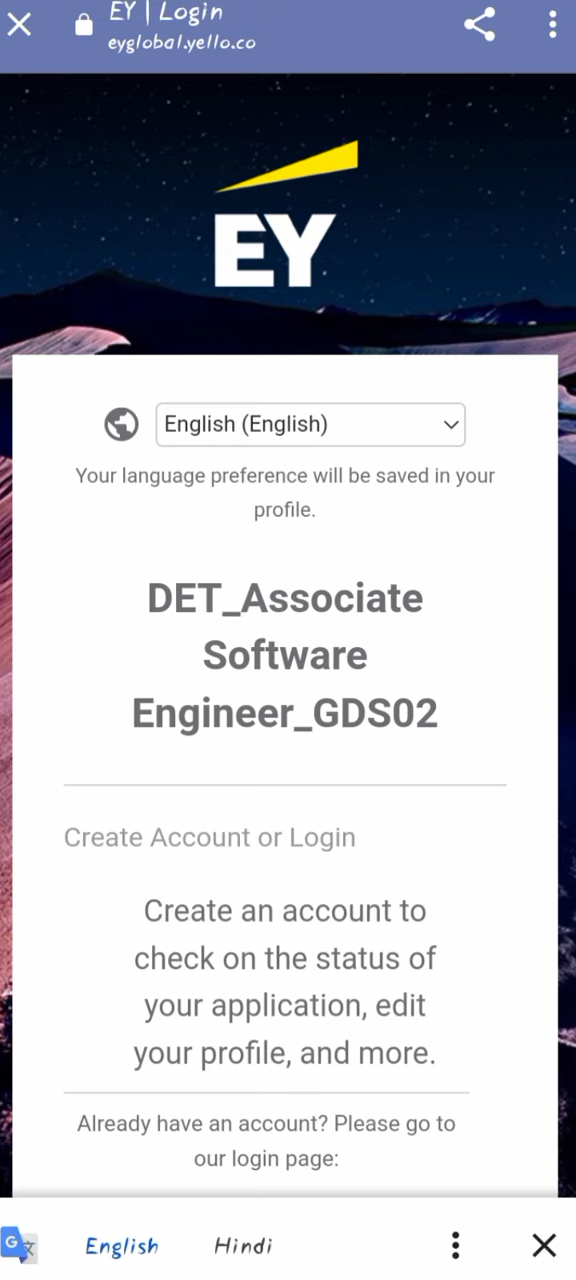 EY | Login
eyglobal.yello.co
EY
English (English)
Your language preference will be saved in your
profile.
DET_Associate
Software
Engineer_GDS02
Create Account or Login
Create an account to
check on the status of
your application, edit
your profile, and more.
Already have an account? Please go to
our login page:
G 文 English Hindi